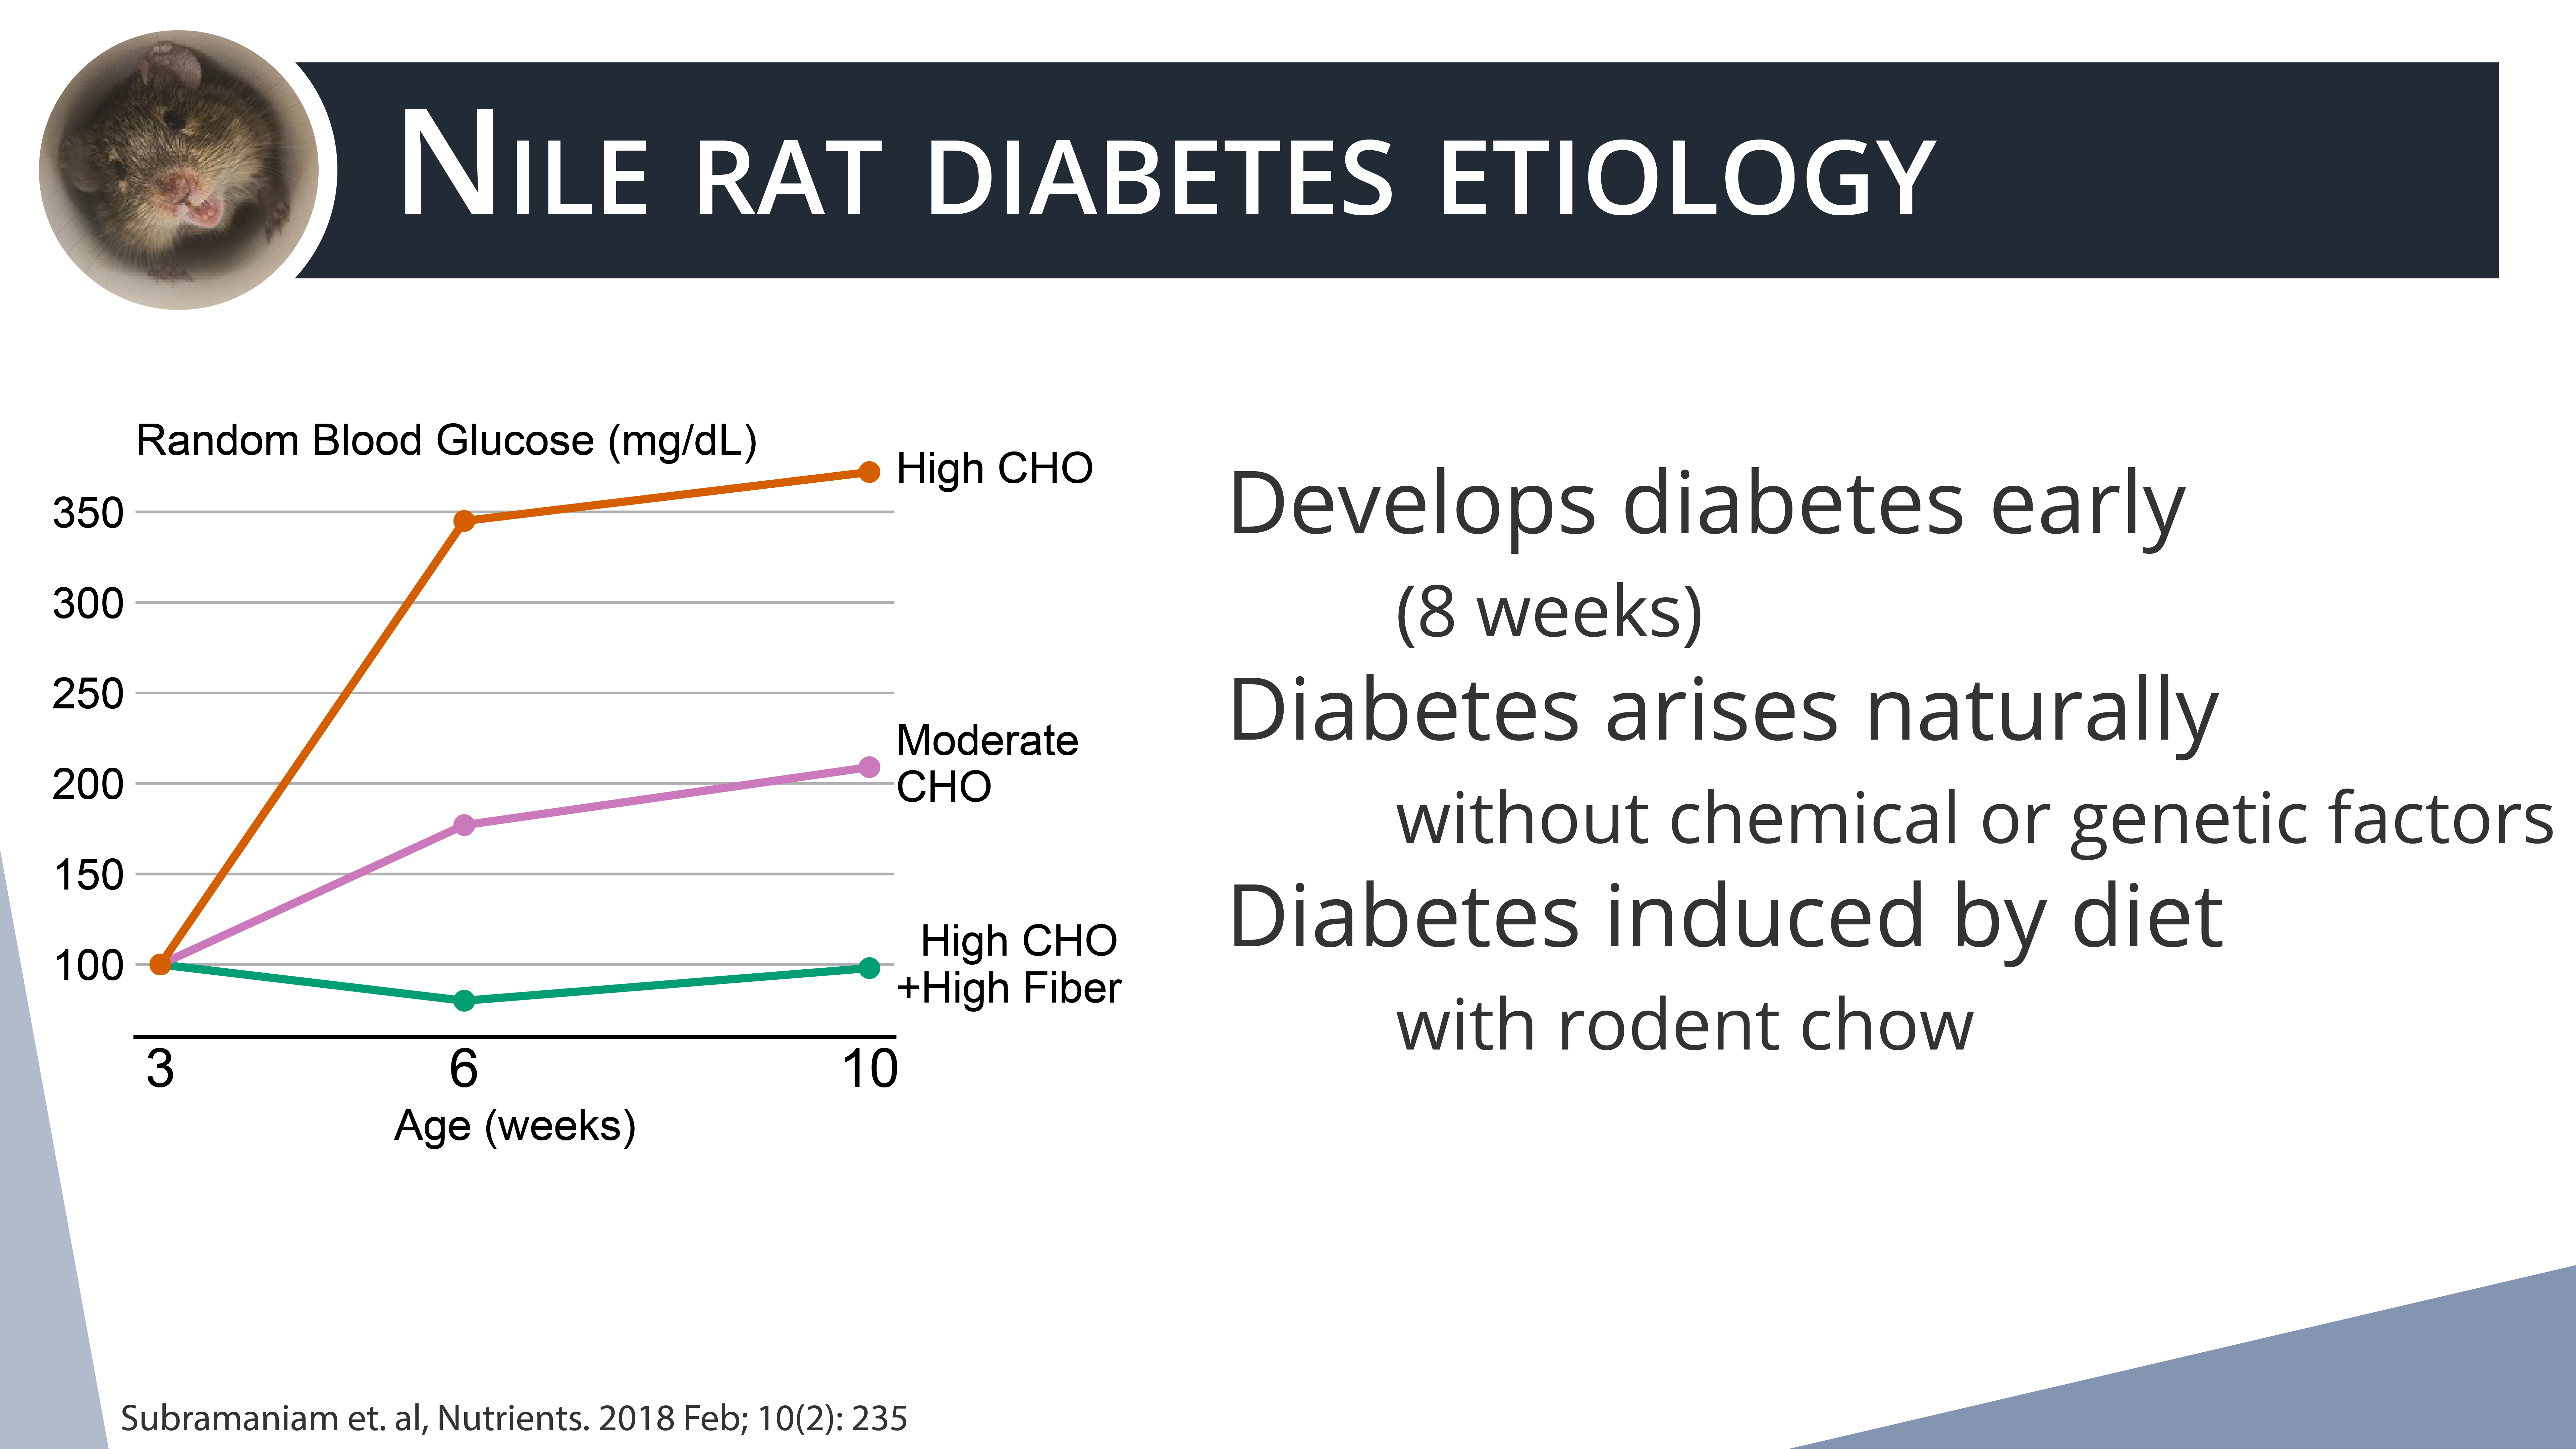 Nile rat diabetes etiology
Random Blood Glucose (mg/dL)
350
300
250
200
150
100
High CHO
Moderate
CHO
High CHO
+High Fiber
3 6 10
Age (weeks)
Develops diabetes early
(8 weeks)
Diabetes arises naturally
without chemical or genetic factors
Diabetes induced by diet
with rodent chow
Subramaniam et. al, Nutrients. 2018 Feb; 10(2): 235